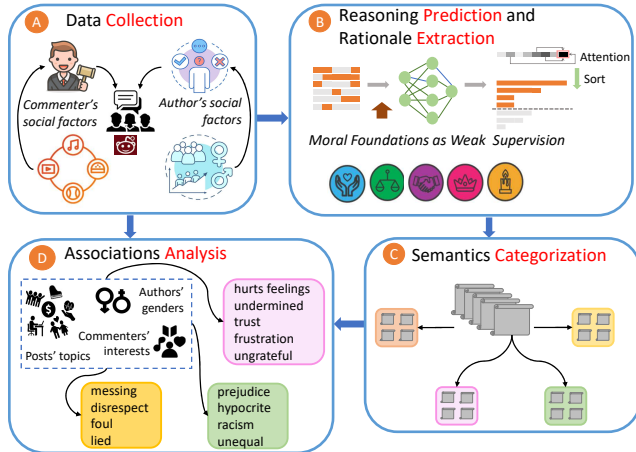 A Data Collection
Commenter's
social factors
Author's social
factors
B Reasoning Prediction and
Rationale Extraction
Attention
Sort
Moral Foundations as Weak Supervision
D Associations Analysis
Authors'
genders
Commenters'
interests
Posts' topics
hurts feelings
undermined
trust
frustration
ungrateful
messing
disrespect
foul
lied
prejudice
hypocrite
racism
unequal
C Semantics Categorization